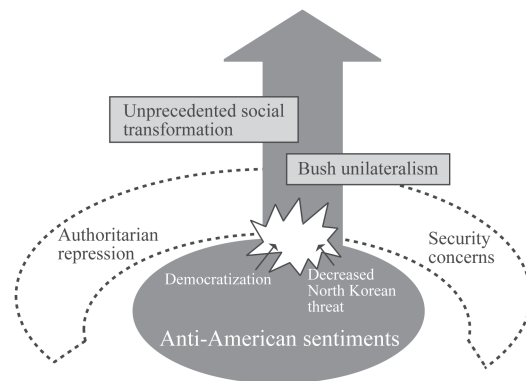 Unprecedented social
transformation
Bush unilateralism
Authoritarian
repression
Security
concerns
Democratization
Decreased
North Korean
threat
Anti-American sentiments